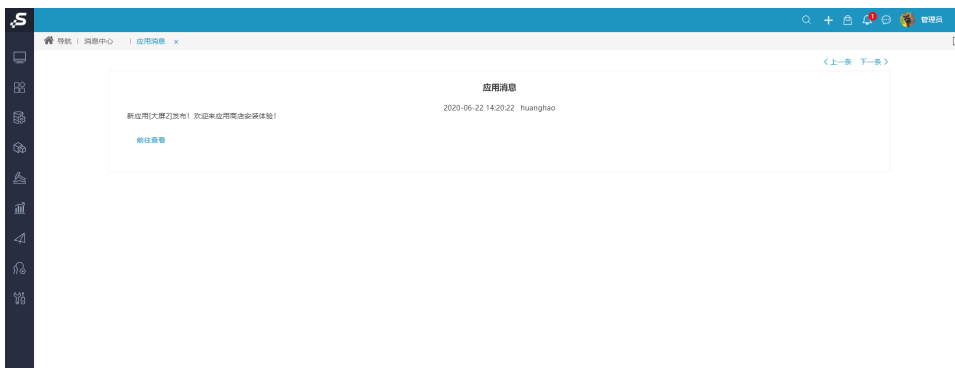 S
1
管理员
导航 | 消息中心 | 应用消息 ×
< 上一条 下一条 >
应用消息
2020-06-22 14:20:22 huanghao
新应用[大屏2]发布！欢迎来应用商店安装体验！
前往查看